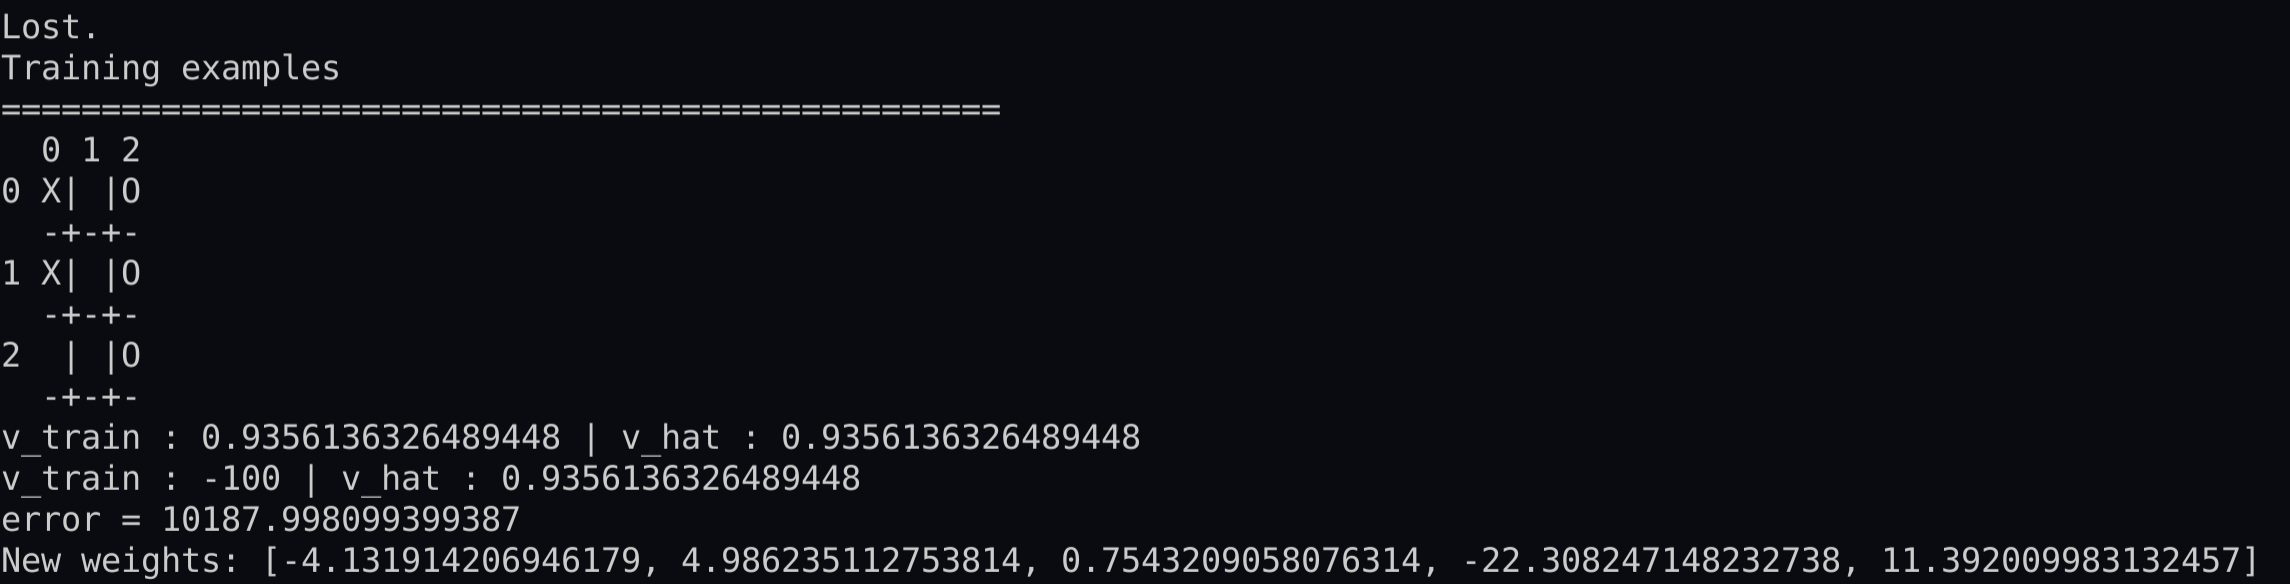 Lost.
Training examples
==================================================
  0 1 2
0 X| |O
  -+-+-
1 X| |O
  -+-+-
2  | |O
  -+-+-
v_train : 0.9356136326489448 | v_hat : 0.9356136326489448
v_train : -100 | v_hat : 0.9356136326489448
error = 10187.998099399387
New weights: [-4.131914206946179, 4.986235112753814, 0.7543209058076314, -22.308247148232738, 11.392009983132457]